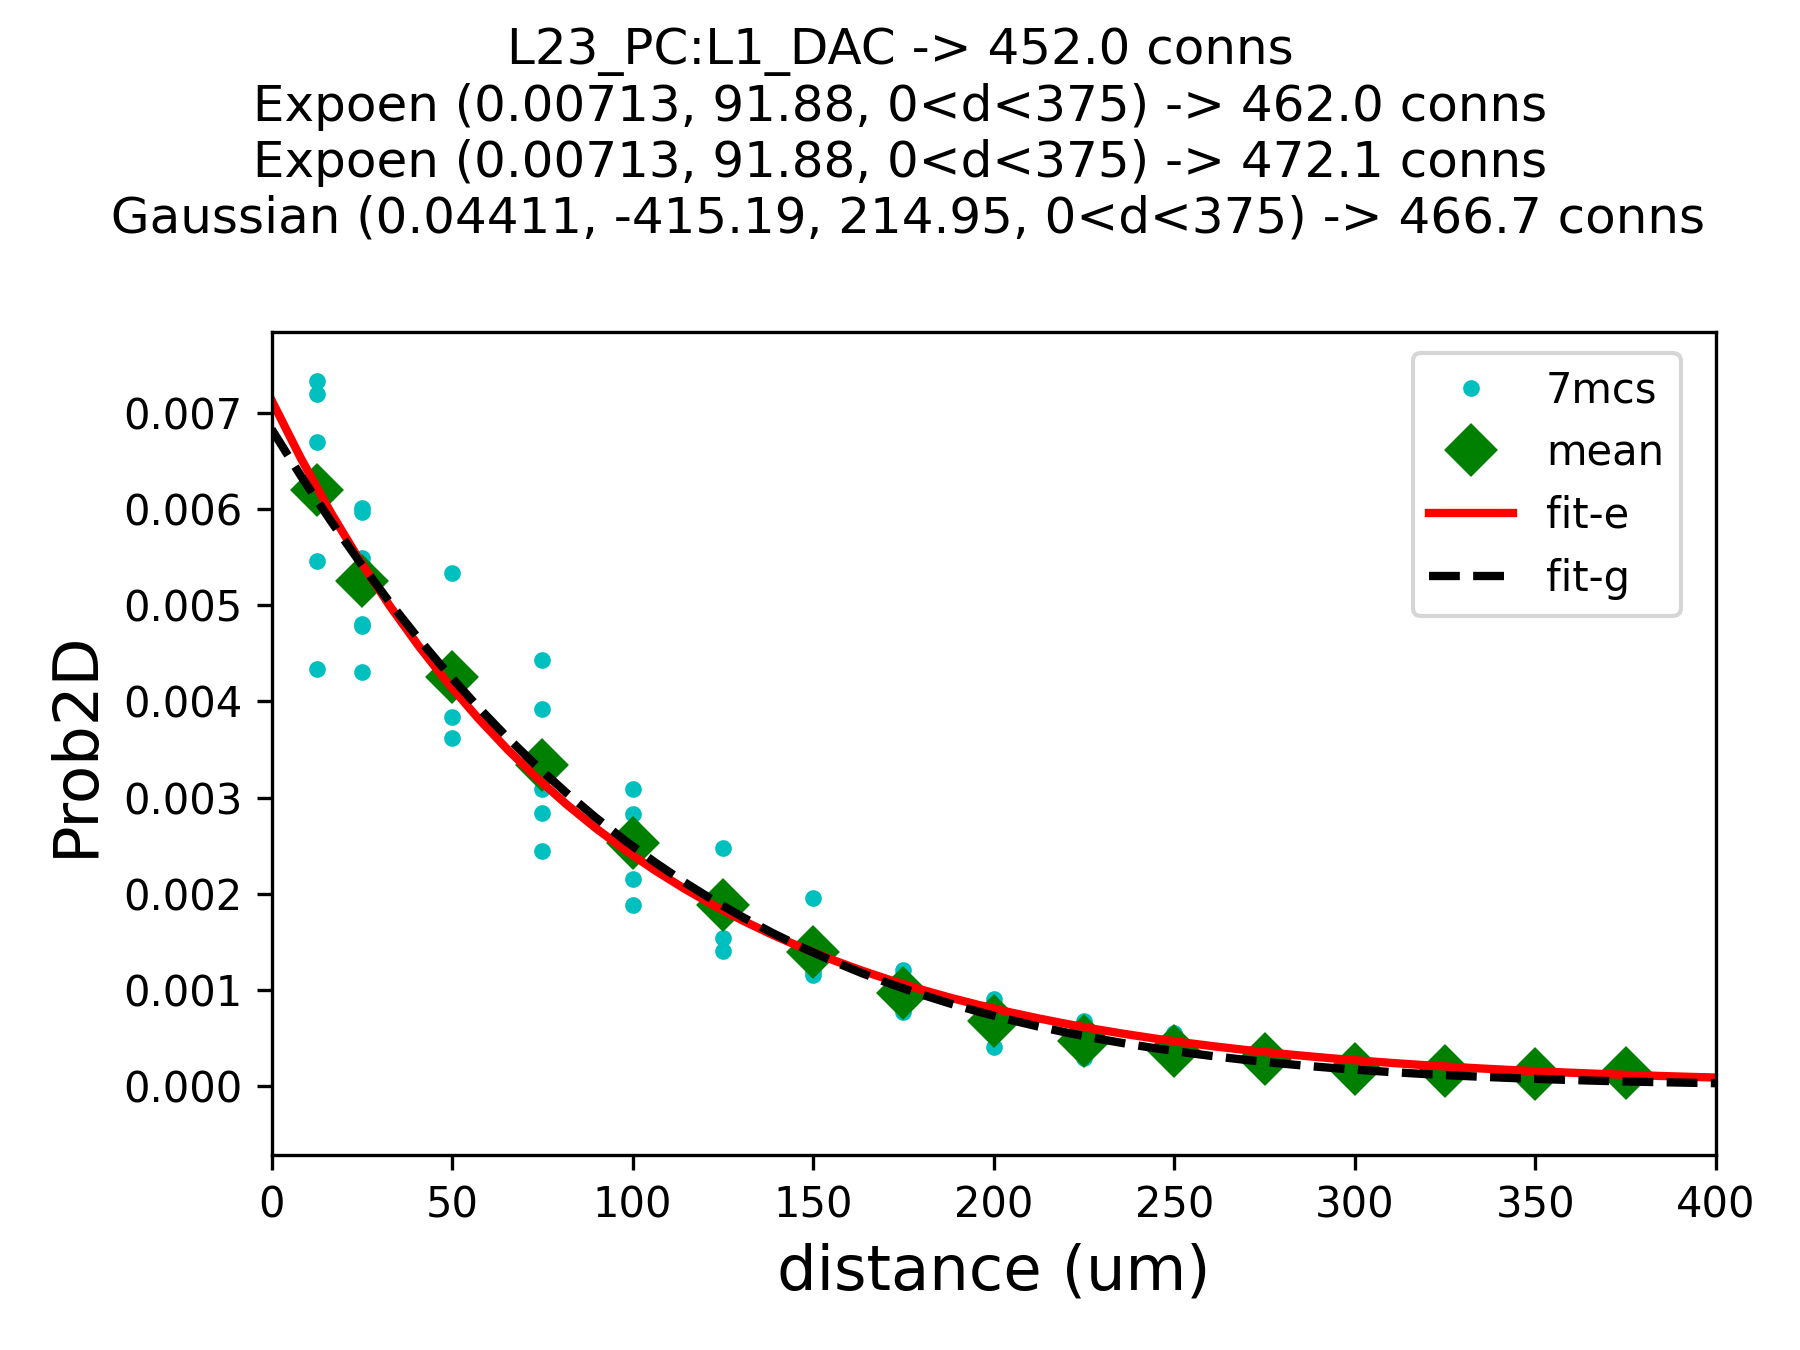 L23_PC:L1_DAC -> 452.0 conns
Expoen (0.00713, 91.88, 0<d<375) -> 462.0 conns
Expoen (0.00713, 91.88, 0<d<375) -> 472.1 conns
Gaussian (0.04411, -415.19, 214.95, 0<d<375) -> 466.7 conns
7mcs
mean
fit-e
fit-g
Prob2D
0.007
0.006
0.005
0.004
0.003
0.002
0.001
0.000
0 50 100 150 200 250 300 350 400
distance (um)